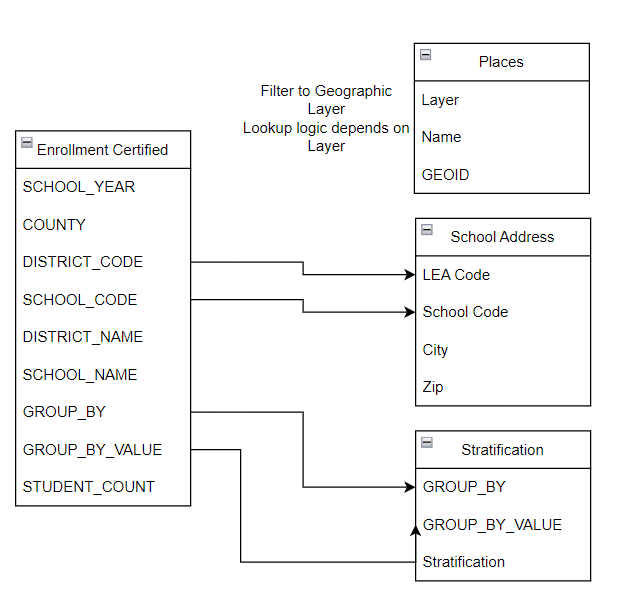 Places
Layer
Name
GEOID
Filter to Geographic
Layer
Lookup logic depends on
Layer
Enrollment Certified
SCHOOL_YEAR
COUNTY
DISTRICT_CODE
SCHOOL_CODE
DISTRICT_NAME
SCHOOL_NAME
GROUP_BY
GROUP_BY_VALUE
STUDENT_COUNT
School Address
LEA Code
School Code
City
Zip
Stratification
GROUP_BY
GROUP_BY_VALUE
Stratification